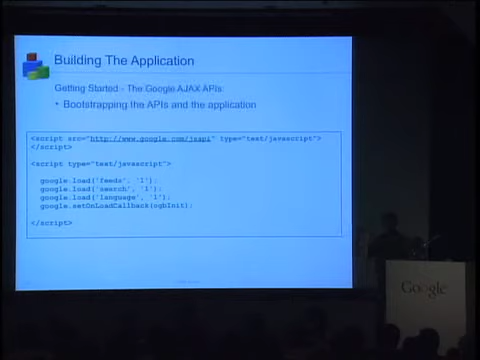 Building The Application
Getting Started - The Google AJAX APIs:
• Bootstrapping the APIs and the application
<script src="http://www.google.com/jsapi" type="text/javascript">
</script>
<script type="text/javascript">
google.load('feeds', '1');
google.load('search', '1');
google.load('language', '1');
google.setOnLoadCallback(ogbInit);
</script>
Google